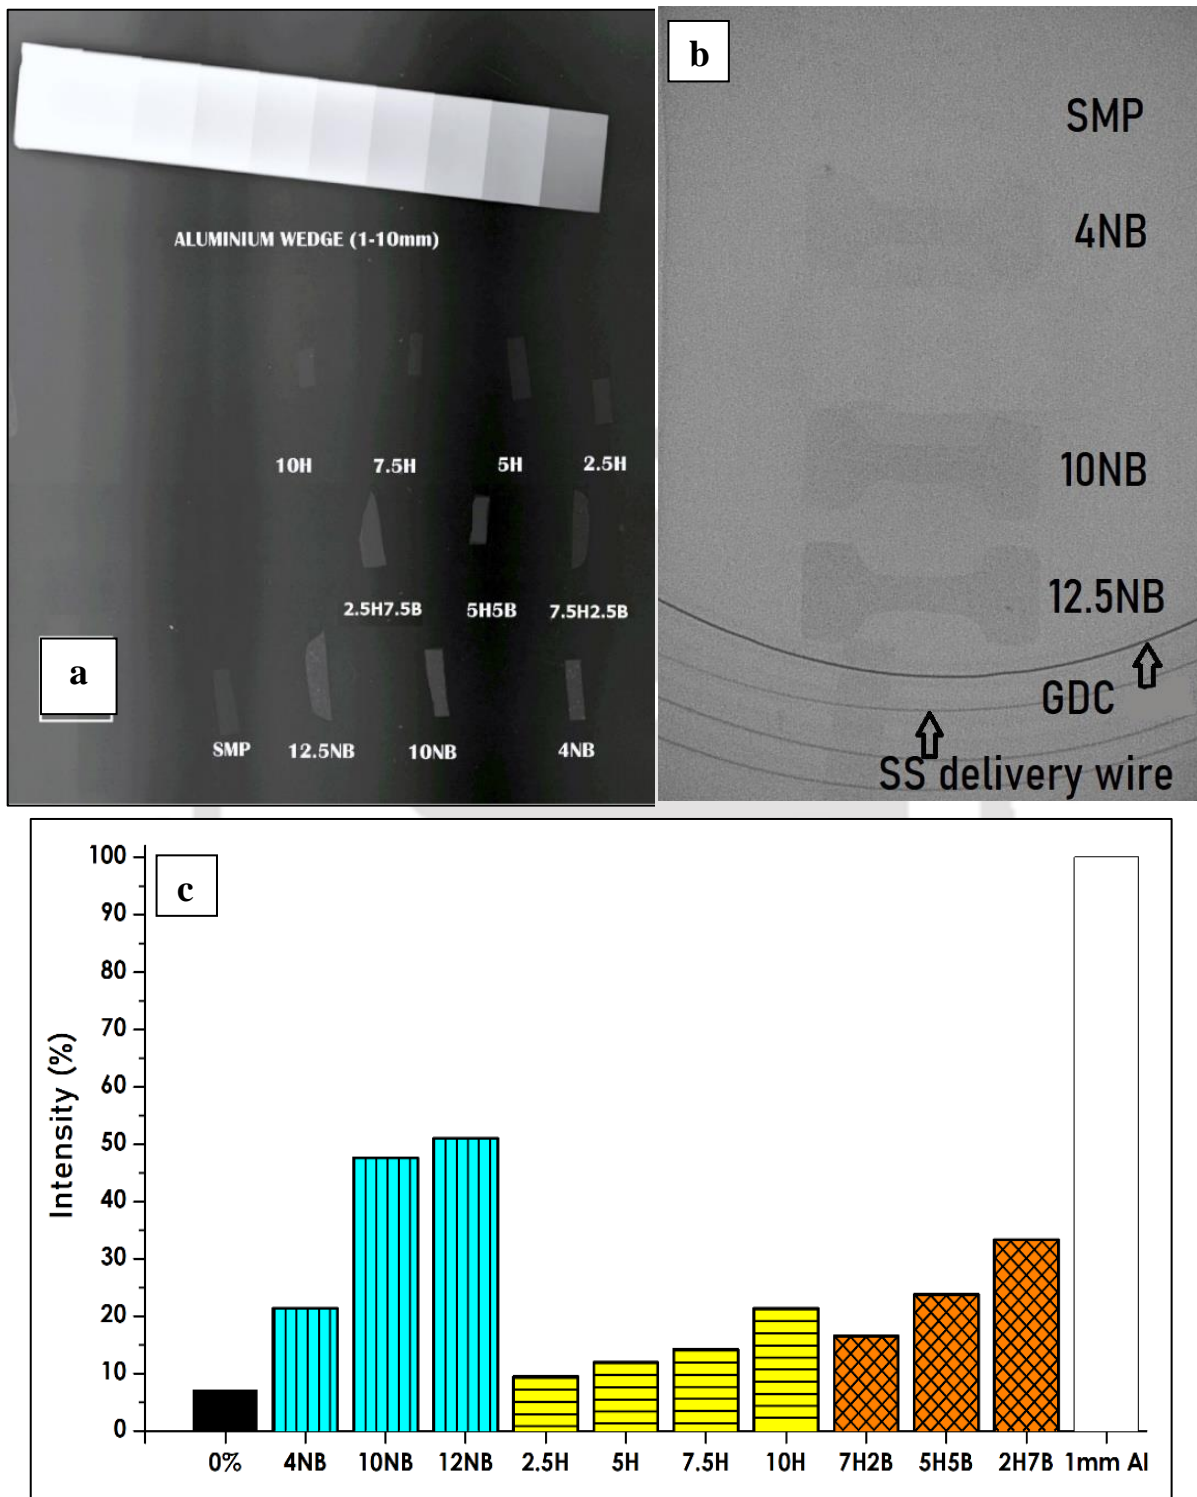 a
ALUMINIUM WEDGE (1-10mm)
10H 7.5H 5H 2.5H
2.5H7.5B 5H5B 7.5H2.5B
SMP 12.5NB 10NB 4NB
b
SMP
4NB
10NB
12.5NB
GDC
SS delivery wire
c
Intensity (%)
100
90
80
70
60
50
40
30
20
10
0
0% 4NB 10NB 12NB 2.5H 5H 7.5H 10H 7H2B 5H5B 2H7B 1mm Al